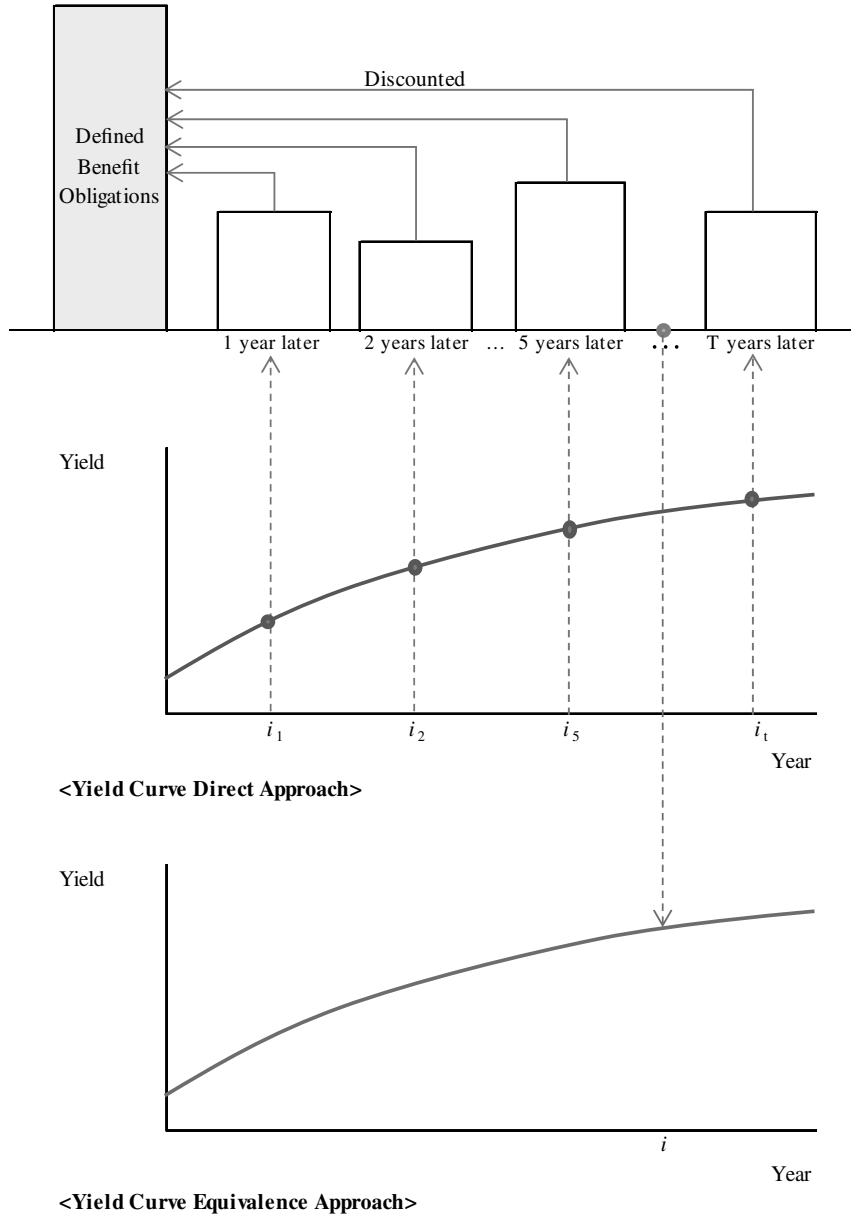 Discounted
Defined
Benefit
Obligations
1 year later 2 years later ... 5 years later ... T years later
Yield
i1 i2 i5 it
Year
<Yield Curve Direct Approach>
Yield
i
Year
<Yield Curve Equivalence Approach>